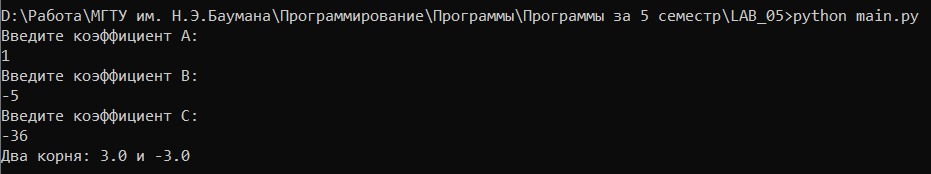 D:\Работа\МГТУ им. Н.Э.Баумана\Программирование\Программы\Программы за 5 семестр\LAB_05>python main.py
Введите коэффициент A:
1
Введите коэффициент B:
-5
Введите коэффициент C:
-36
Два корня: 3.0 и -3.0